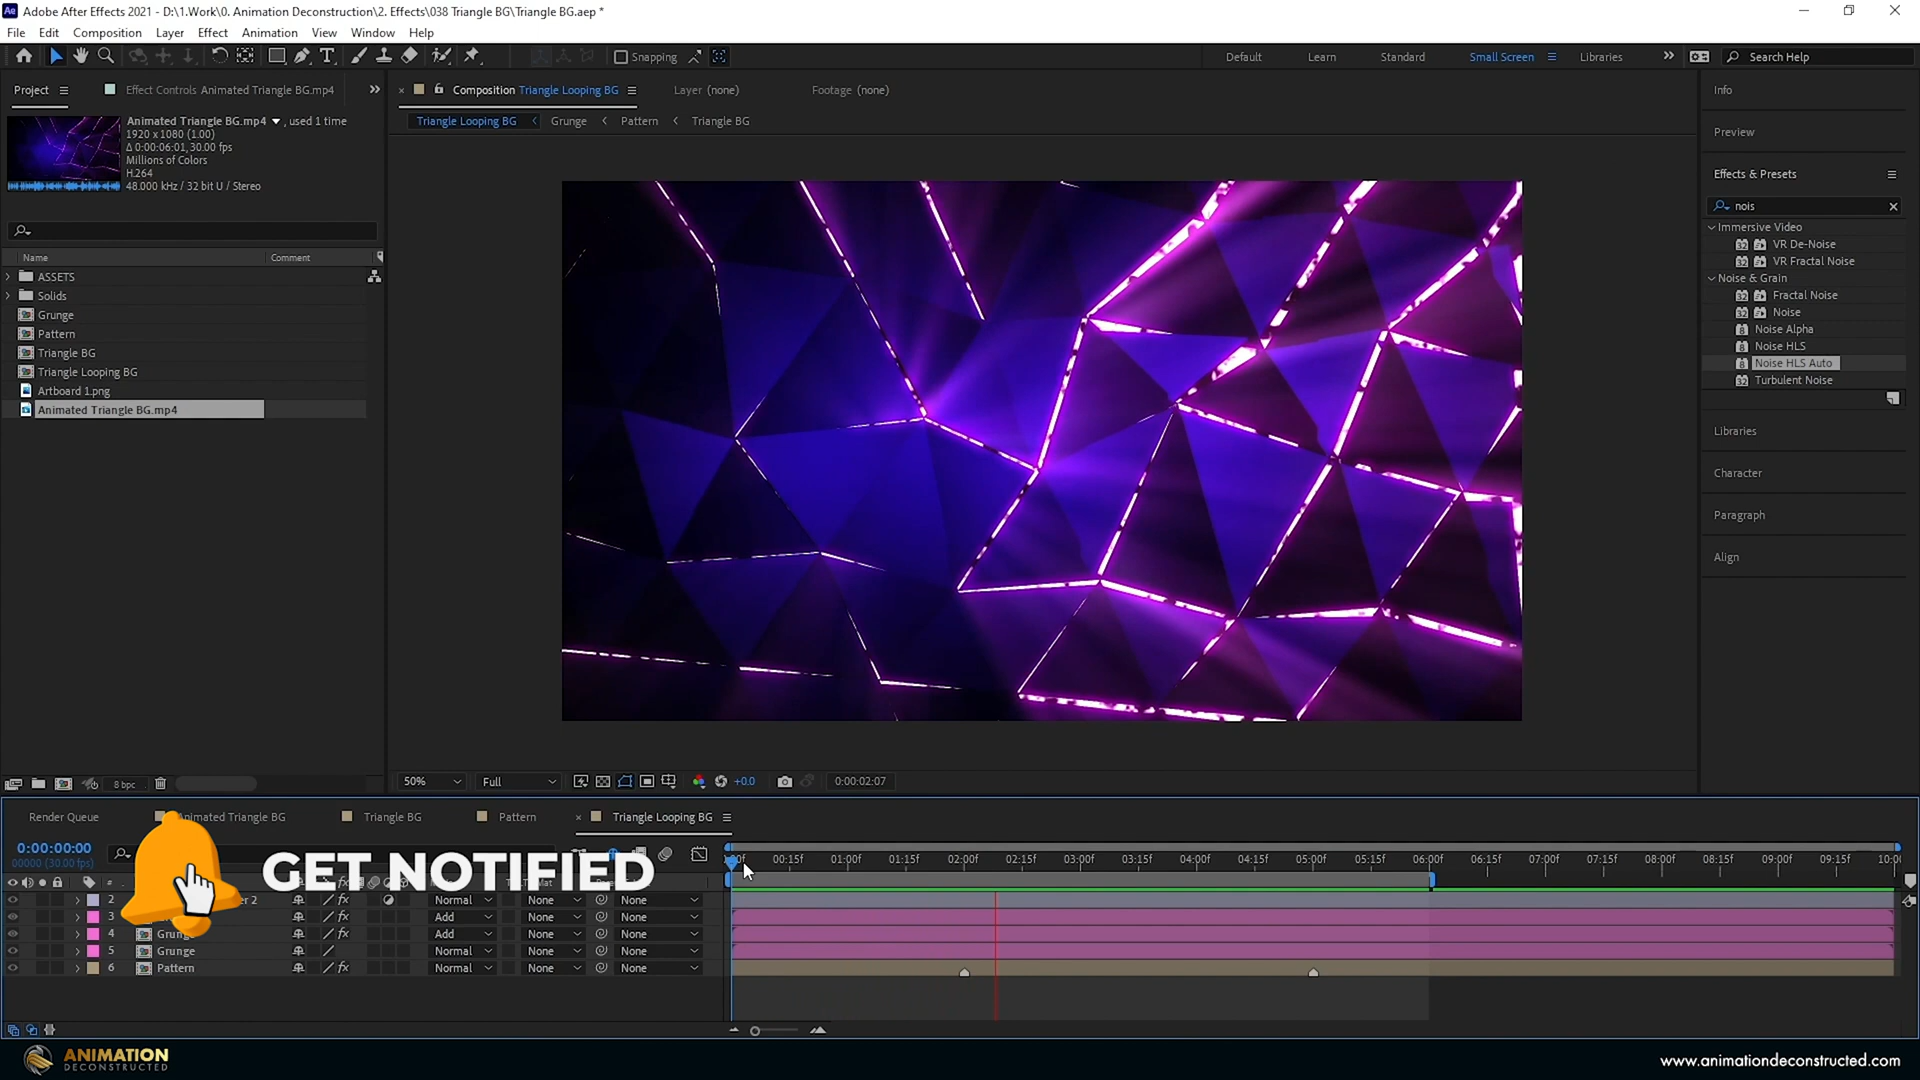 Adobe After Effects 2021 - D:\1.Work\0. Animation Deconstruction\2. Effects\038 Triangle BG\Triangle BG.aep *
File Edit Composition Layer Effect Animation View Window Help
Snapping Default Learn Standard Small Screen Libraries Search Help
Project Effect Controls Animated Triangle BG.mp4
Composition Triangle Looping BG Layer (none) Footage (none)
Triangle Looping BG Grunge Pattern Triangle BG
Animated Triangle BG.mp4 , used 1 time
1920 x 1080 (1.00)
Δ 0:00:06:01, 30.00 fps
Millions of Colors
H.264
48.000 kHz / 32 bit U / Stereo
Name Comment
ASSETS
Solids
Grunge
Pattern
Triangle BG
Triangle Looping BG
Artboard 1.png
Animated Triangle BG.mp4
Info
Preview
Effects & Presets
nois
Immersive Video
VR De-Noise
VR Fractal Noise
Noise & Grain
Fractal Noise
Noise
Noise Alpha
Noise HLS
Noise HLS Auto
Turbulent Noise
Libraries
Character
Paragraph
Align
8 bpc
50% Full +0.0 0:00:02:07
Render Queue Animated Triangle BG Triangle BG Pattern Triangle Looping BG
0:00:00:00
00000 (30.00 fps)
00:15f 01:00f 01:15f 02:00f 02:15f 03:00f 03:15f 04:00f 04:15f 05:00f 05:15f 06:00f 06:15f 07:00f 07:15f 08:00f 08:15f 09:00f 09:15f 10:0
GET NOTIFIED
2 Normal None None
3 Add None None
4 Grunge Add None None
5 Grunge Normal None None
6 Pattern Normal None None
ANIMATION
DECONSTRUCTED
www.animationdeconstructed.com